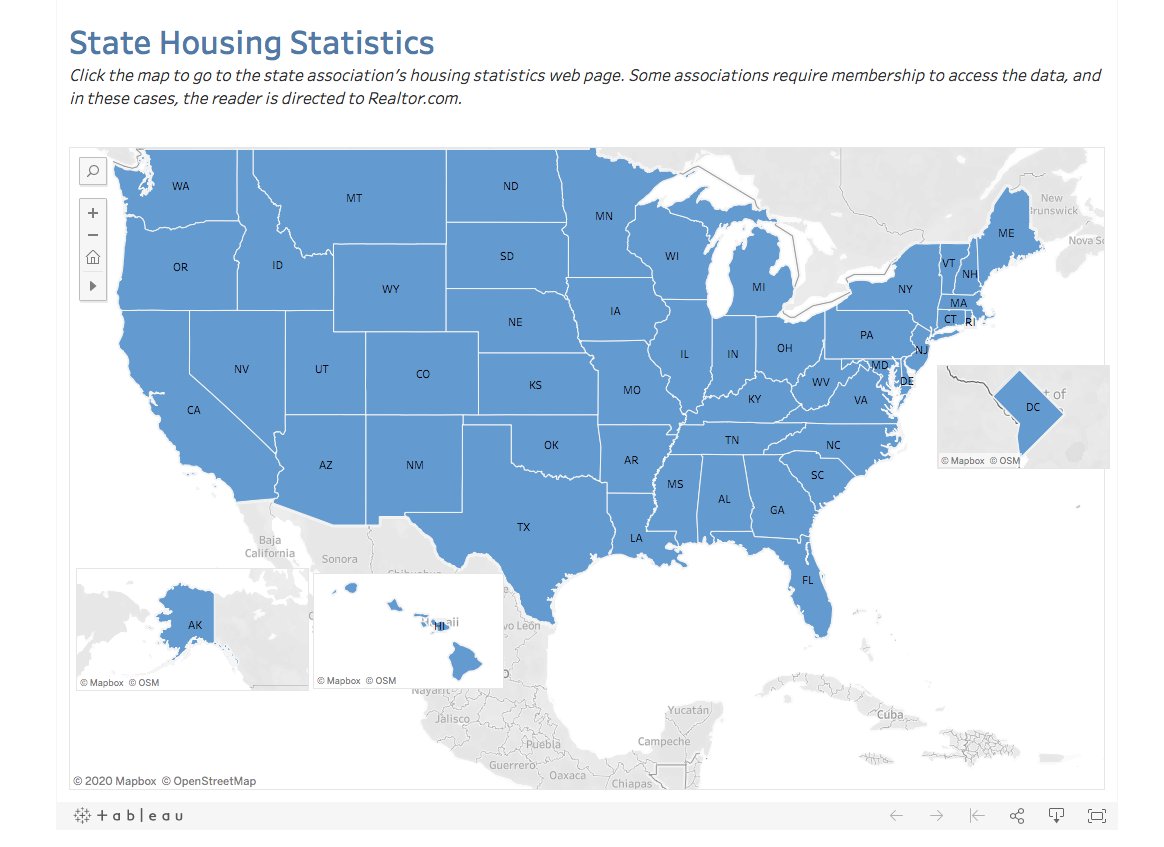 State Housing Statistics
Click the map to go to the state association's housing statistics web page. Some associations require membership to access the data, and
in these cases, the reader is directed to Realtor.com.
WA
MT
ND
MN
OR
ID
SD
WI
WY
MI
NY
VT
NH
ME
New
Brunswick
IA
NE
MA
CT
RI
NV
UT
CO
KS
MO
IL
IN
OH
PA
NJ
MD
DE
WV
VA
KY
CA
AZ
NM
OK
AR
TN
NC
SC
MS
AL
GA
TX
LA
FL
DC
t of
© Mapbox © OSM
Baja
California
Sonora
AK
© Mapbox © OSM
HI
aii
© Mapbox © OSM
vo León
Nayarit
Jalisco
Puebla
Guerrero
Oaxaca
Chiapas
Campeche
Yucatán
Cuba
Nova Sc
© 2020 Mapbox © OpenStreetMap
+ a b | e a u